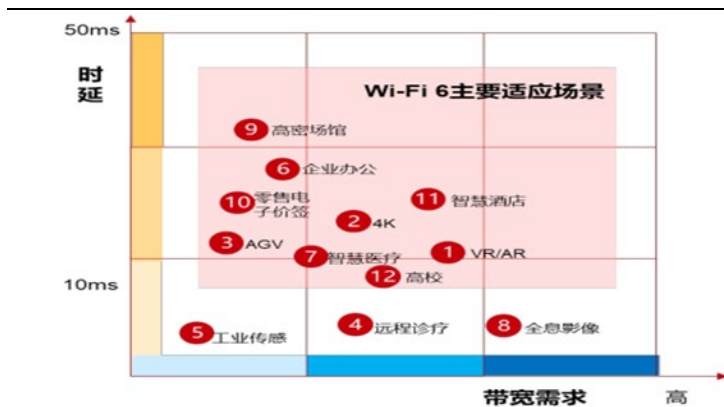 50ms
时
延
Wi-Fi 6主要适应场景
9 高密场馆
6 企业办公
10 零售电
子价签
11 智慧酒店
2 4K
3 AGV
7 智慧医疗
1 VR/AR
12 高校
10ms
5 工业传感
4 远程诊疗
8 全息影像
带宽需求 高